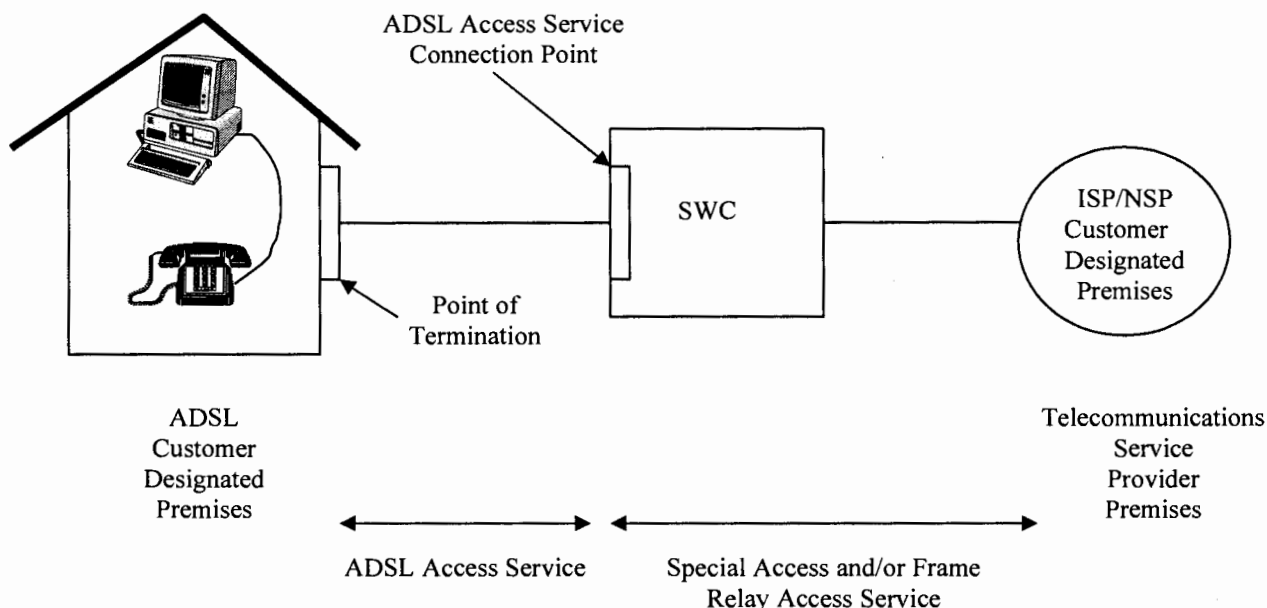 ADSL Access Service
Connection Point
SWC
ISP/NSP
Customer
Designated
Premises
Point of
Termination
ADSL
Customer
Designated
Premises
Telecommunications
Service
Provider
Premises
ADSL Access Service
Special Access and/or Frame
Relay Access Service